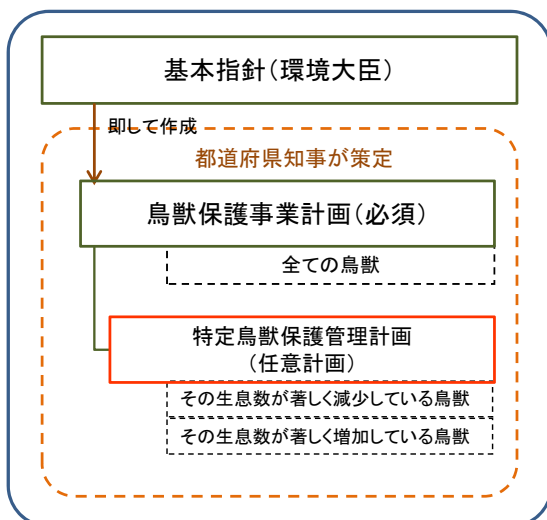 基本指針(環境大臣)
即して作成
都道府県知事が策定
鳥獣保護事業計画(必須)
全ての鳥獣
特定鳥獣保護管理計画
(任意計画)
その生息数が著しく減少している鳥獣
その生息数が著しく増加している鳥獣